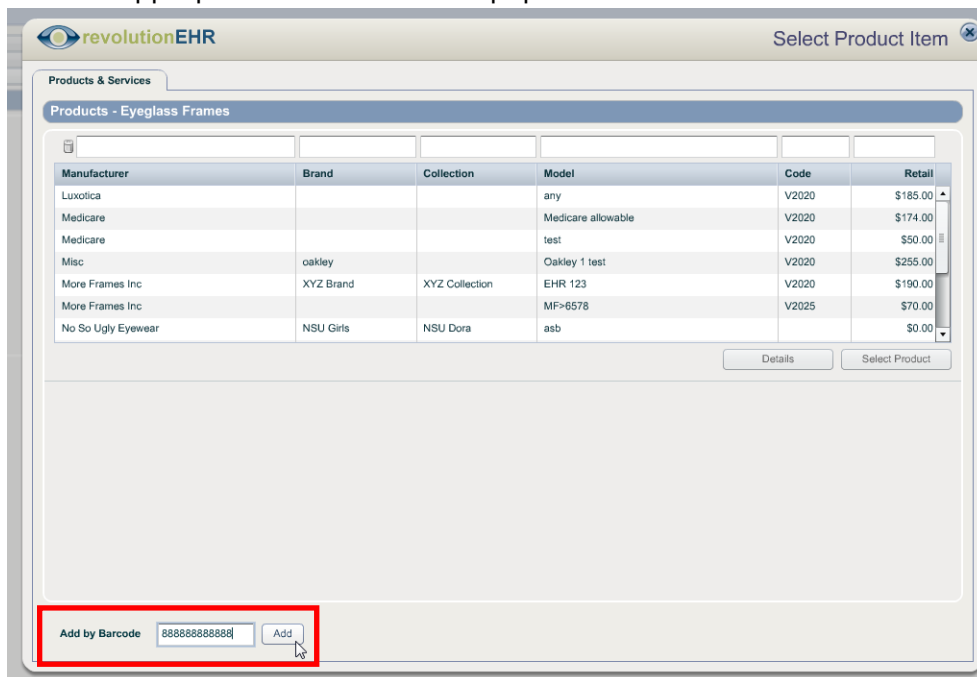 revolutionEHR
Select Product Item
Products & Services
Products - Eyeglass Frames
Manufacturer Brand Collection Model Code Retail
Luxotica any V2020 $185.00
Medicare Medicare allowable V2020 $174.00
Medicare test V2020 $50.00
Misc oakley Oakley 1 test V2020 $255.00
More Frames Inc XYZ Brand XYZ Collection EHR 123 V2020 $190.00
More Frames Inc MF>6578 V2025 $70.00
No So Ugly Eyewear NSU Girls NSU Dora asb $0.00
Details Select Product
Add by Barcode 888888888888 Add